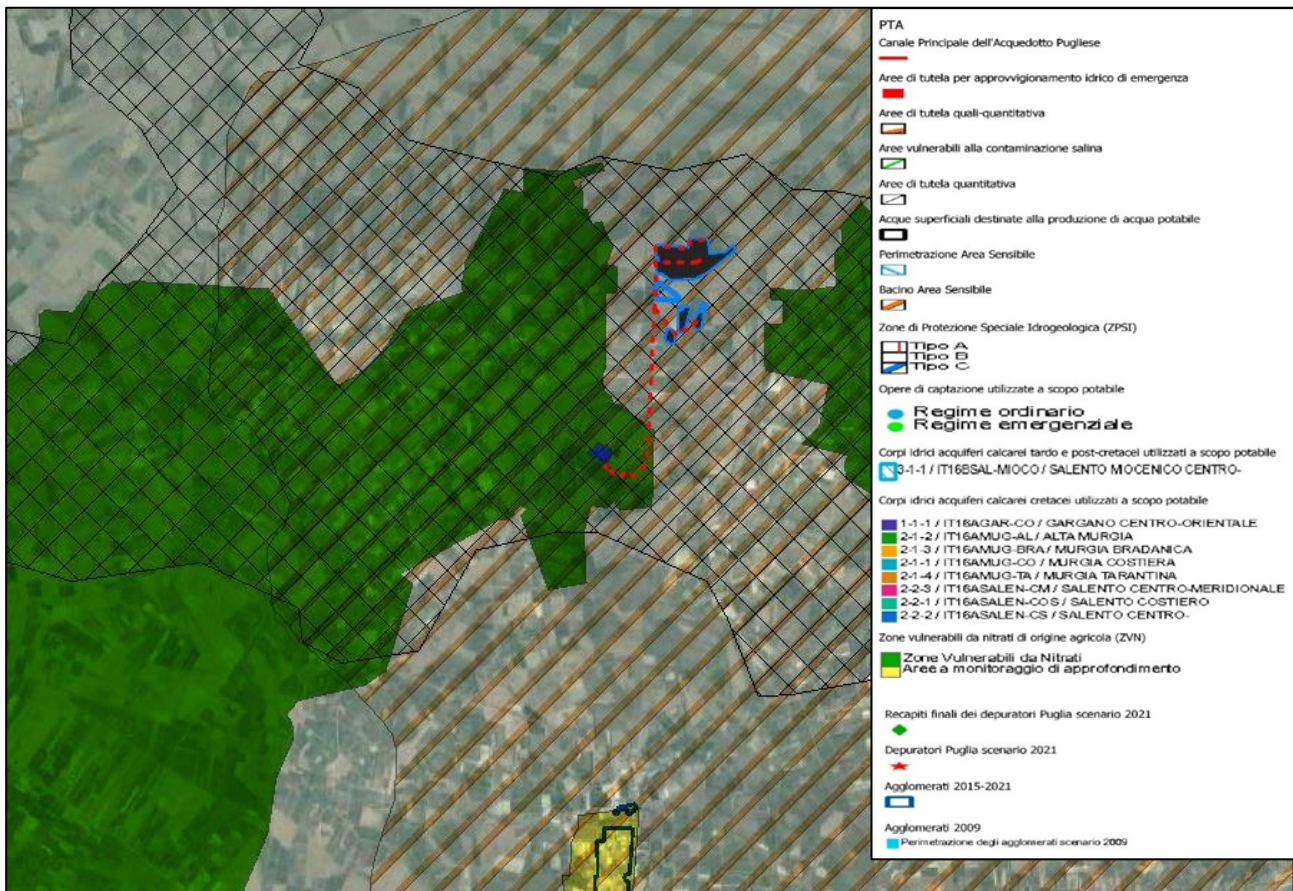 PTA
Canale Principale dell'Acquedotto Pugliese
Aree di tutela per approvvigionamento idrico di emergenza
Aree di tutela quali-quantitativa
Aree vulnerabili alla contaminazione salina
Aree di tutela quantitativa
Acque superficiali destinate alla produzione di acqua potabile
Perimetrazione Area Sensibile
Bacino Area Sensibile
Zone di Protezione Speciale Idrogeologica (ZPSI)
Tipo A
Tipo B
Tipo C
Opere di captazione utilizzate a scopo potabile
Regime ordinario
Regime emergenziale
Corpi idrici acquiferi calcarei tardo e post-cretacei utilizzati a scopo potabile
3-1-1 / IT16BSAL-MIOCO / SALENTO MIOCENICO CENTRO-
Corpi idrici acquiferi calcarei cretacei utilizzati a scopo potabile
1-1-1 / IT16AGAR-CO / GARGANO CENTRO-ORIENTALE
2-1-2 / IT16AMUG-AL / ALTA MURGIA
2-1-3 / IT16AMUG-BRA / MURGIA BRADANICA
2-1-1 / IT16AMUG-CO / MURGIA COSTIERA
2-1-4 / IT16AMUG-TA / MURGIA TARANTINA
2-2-3 / IT16ASALEN-CM / SALENTO CENTRO-MERIDIONALE
2-2-1 / IT16ASALEN-COS / SALENTO COSTIERO
2-2-2 / IT16ASALEN-CS / SALENTO CENTRO-
Zone vulnerabili da nitrati di origine agricola (ZVN)
Zone Vulnerabili da Nitrati
Aree a monitoraggio di approfondimento
Recapiti finali dei depuratori Puglia scenario 2021
Depuratori Puglia scenario 2021
Agglomerati 2015-2021
Agglomerati 2009
Perimetrazione degli agglomerati scenario 2009